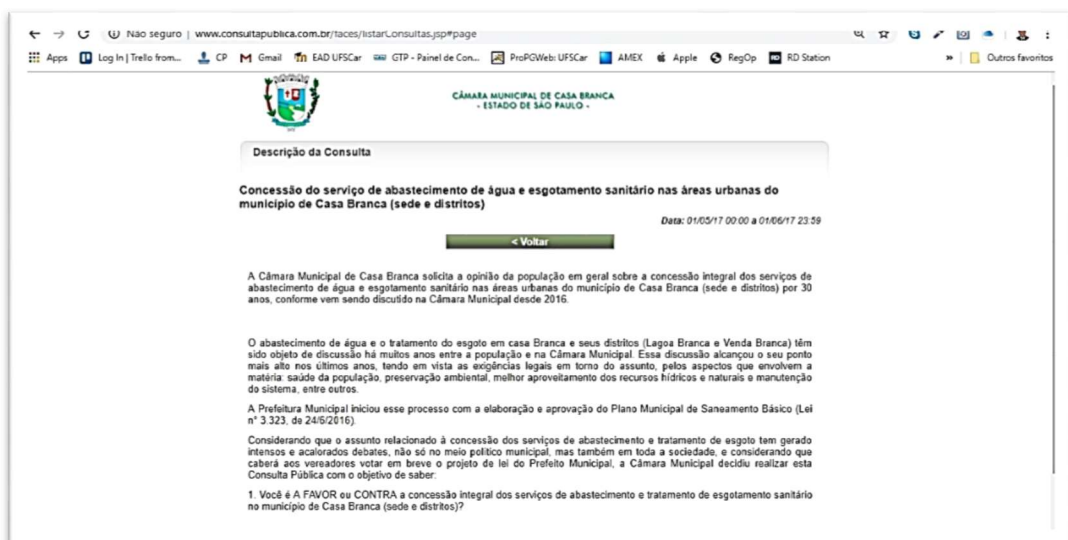 Não seguro | www.consultapublica.com.br/faces/listarConsultas.jsp#page
Apps Log In | Trello from... CP Gmail EAD UFSCar GTP - Painel de Con... ProPGWeb: UFSCar AMEX Apple RegOp RD Station » Outros favoritos
CÂMARA MUNICIPAL DE CASA BRANCA
- ESTADO DE SÃO PAULO -
Descrição da Consulta
Concessão do serviço de abastecimento de água e esgotamento sanitário nas áreas urbanas do
município de Casa Branca (sede e distritos)
Data: 01/05/17 00:00 a 01/06/17 23:59
< Voltar
A Câmara Municipal de Casa Branca solicita a opinião da população em geral sobre a concessão integral dos serviços de
abastecimento de água e esgotamento sanitário nas áreas urbanas do município de Casa Branca (sede e distritos) por 30
anos, conforme vem sendo discutido na Câmara Municipal desde 2016.
O abastecimento de água e o tratamento do esgoto em casa Branca e seus distritos (Lagoa Branca e Venda Branca) têm
sido objeto de discussão há muitos anos entre a população e na Câmara Municipal. Essa discussão alcançou o seu ponto
mais alto nos últimos anos, tendo em vista as exigências legais em torno do assunto, pelos aspectos que envolvem a
matéria: saúde da população, preservação ambiental, melhor aproveitamento dos recursos hídricos e naturais e manutenção
do sistema, entre outros.
A Prefeitura Municipal iniciou esse processo com a elaboração e aprovação do Plano Municipal de Saneamento Básico (Lei
n° 3.323, de 24/6/2016).
Considerando que o assunto relacionado à concessão dos serviços de abastecimento e tratamento de esgoto tem gerado
intensos e acalorados debates, não só no meio político municipal, mas também em toda a sociedade, e considerando que
caberá aos vereadores votar em breve o projeto de lei do Prefeito Municipal, a Câmara Municipal decidiu realizar esta
Consulta Pública com o objetivo de saber:
1. Você é A FAVOR ou CONTRA a concessão integral dos serviços de abastecimento e tratamento de esgotamento sanitário
no município de Casa Branca (sede e distritos)?